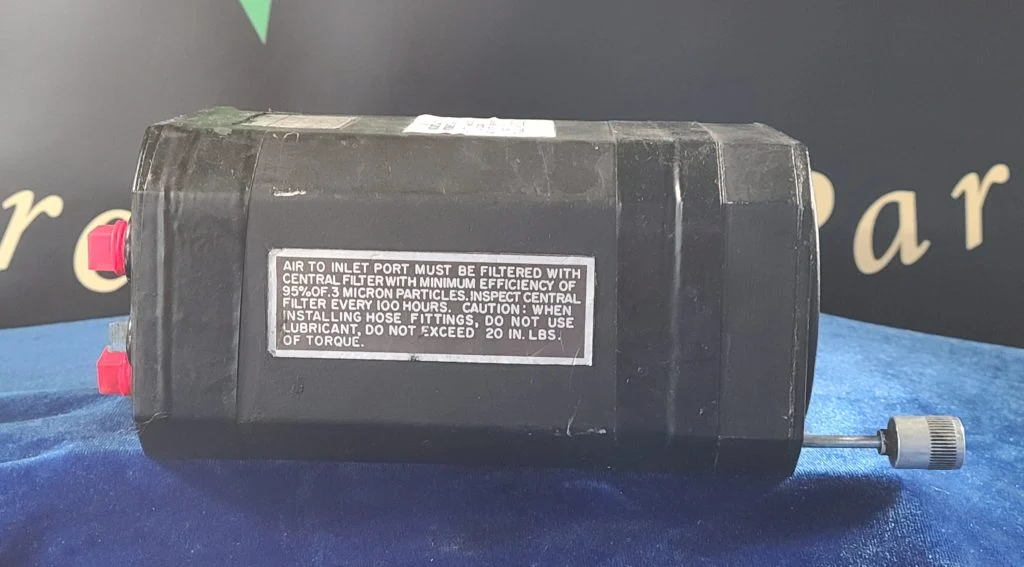 re
Par
AIR TO INLET PORT MUST BE FILTERED WITH
CENTRAL FILTER WITH MINIMUM EFFICIENCY OF
95% OF .3 MICRON PARTICLES. INSPECT CENTRAL
FILTER EVERY 100 HOURS. CAUTION: WHEN
INSTALLING HOSE FITTINGS, DO NOT USE
LUBRICANT, DO NOT EXCEED 20 IN. LBS.
OF TORQUE.